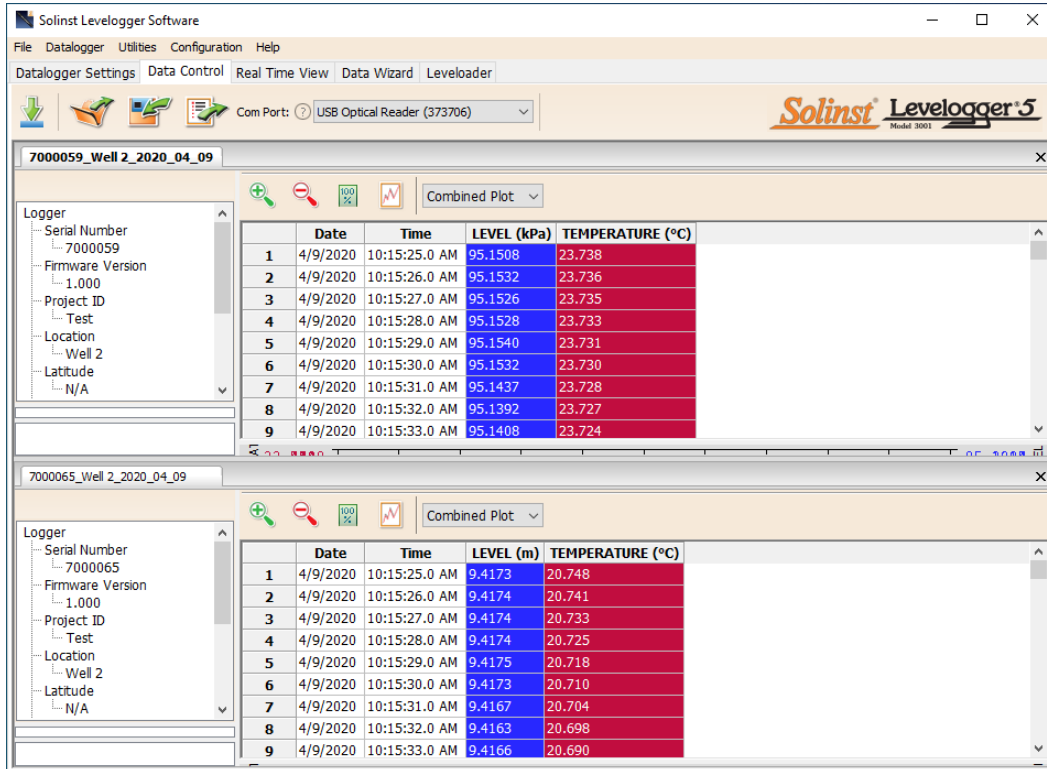 Solinst Levelogger Software
File Datalogger Utilities Configuration Help
Datalogger Settings Data Control Real Time View Data Wizard Leveloader
Com Port: ? USB Optical Reader (373706)
Solinst Levelogger 5
Model 3001
7000059_Well 2_2020_04_09
100 %
Combined Plot
Logger
Serial Number
7000059
Firmware Version
1.000
Project ID
Test
Location
Well 2
Latitude
N/A
Date Time LEVEL (kPa) TEMPERATURE (°C)
1 4/9/2020 10:15:25.0 AM 95.1508 23.738
2 4/9/2020 10:15:26.0 AM 95.1532 23.736
3 4/9/2020 10:15:27.0 AM 95.1526 23.735
4 4/9/2020 10:15:28.0 AM 95.1528 23.733
5 4/9/2020 10:15:29.0 AM 95.1540 23.731
6 4/9/2020 10:15:30.0 AM 95.1532 23.730
7 4/9/2020 10:15:31.0 AM 95.1437 23.728
8 4/9/2020 10:15:32.0 AM 95.1392 23.727
9 4/9/2020 10:15:33.0 AM 95.1408 23.724
7000065_Well 2_2020_04_09
100 %
Combined Plot
Logger
Serial Number
7000065
Firmware Version
1.000
Project ID
Test
Location
Well 2
Latitude
N/A
Date Time LEVEL (m) TEMPERATURE (°C)
1 4/9/2020 10:15:25.0 AM 9.4173 20.748
2 4/9/2020 10:15:26.0 AM 9.4174 20.741
3 4/9/2020 10:15:27.0 AM 9.4174 20.733
4 4/9/2020 10:15:28.0 AM 9.4174 20.725
5 4/9/2020 10:15:29.0 AM 9.4175 20.718
6 4/9/2020 10:15:30.0 AM 9.4173 20.710
7 4/9/2020 10:15:31.0 AM 9.4167 20.704
8 4/9/2020 10:15:32.0 AM 9.4163 20.698
9 4/9/2020 10:15:33.0 AM 9.4166 20.690